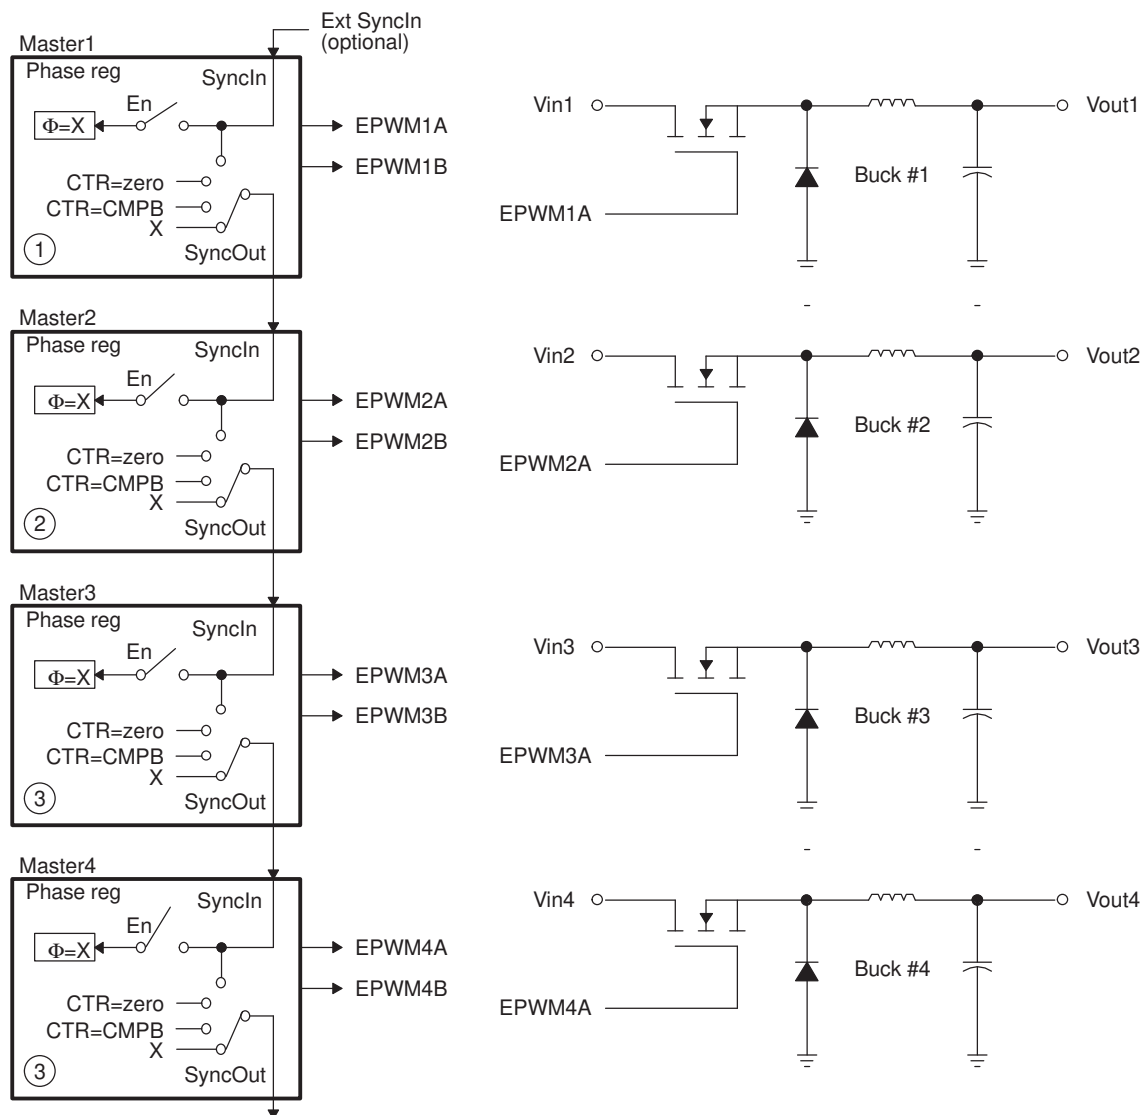 Ext SyncIn
(optional)
Master1
Phase reg
SyncIn
En
Φ=X
EPWM1A
EPWM1B
CTR=zero
CTR=CMPB
X
1
SyncOut
Vin1
Vout1
Buck #1
EPWM1A
Master2
Phase reg
SyncIn
En
Φ=X
EPWM2A
EPWM2B
CTR=zero
CTR=CMPB
X
2
SyncOut
Vin2
Vout2
Buck #2
EPWM2A
Master3
Phase reg
SyncIn
En
Φ=X
EPWM3A
EPWM3B
CTR=zero
CTR=CMPB
X
3
SyncOut
Vin3
Vout3
Buck #3
EPWM3A
Master4
Phase reg
SyncIn
En
Φ=X
EPWM4A
EPWM4B
CTR=zero
CTR=CMPB
X
3
SyncOut
Vin4
Vout4
Buck #4
EPWM4A